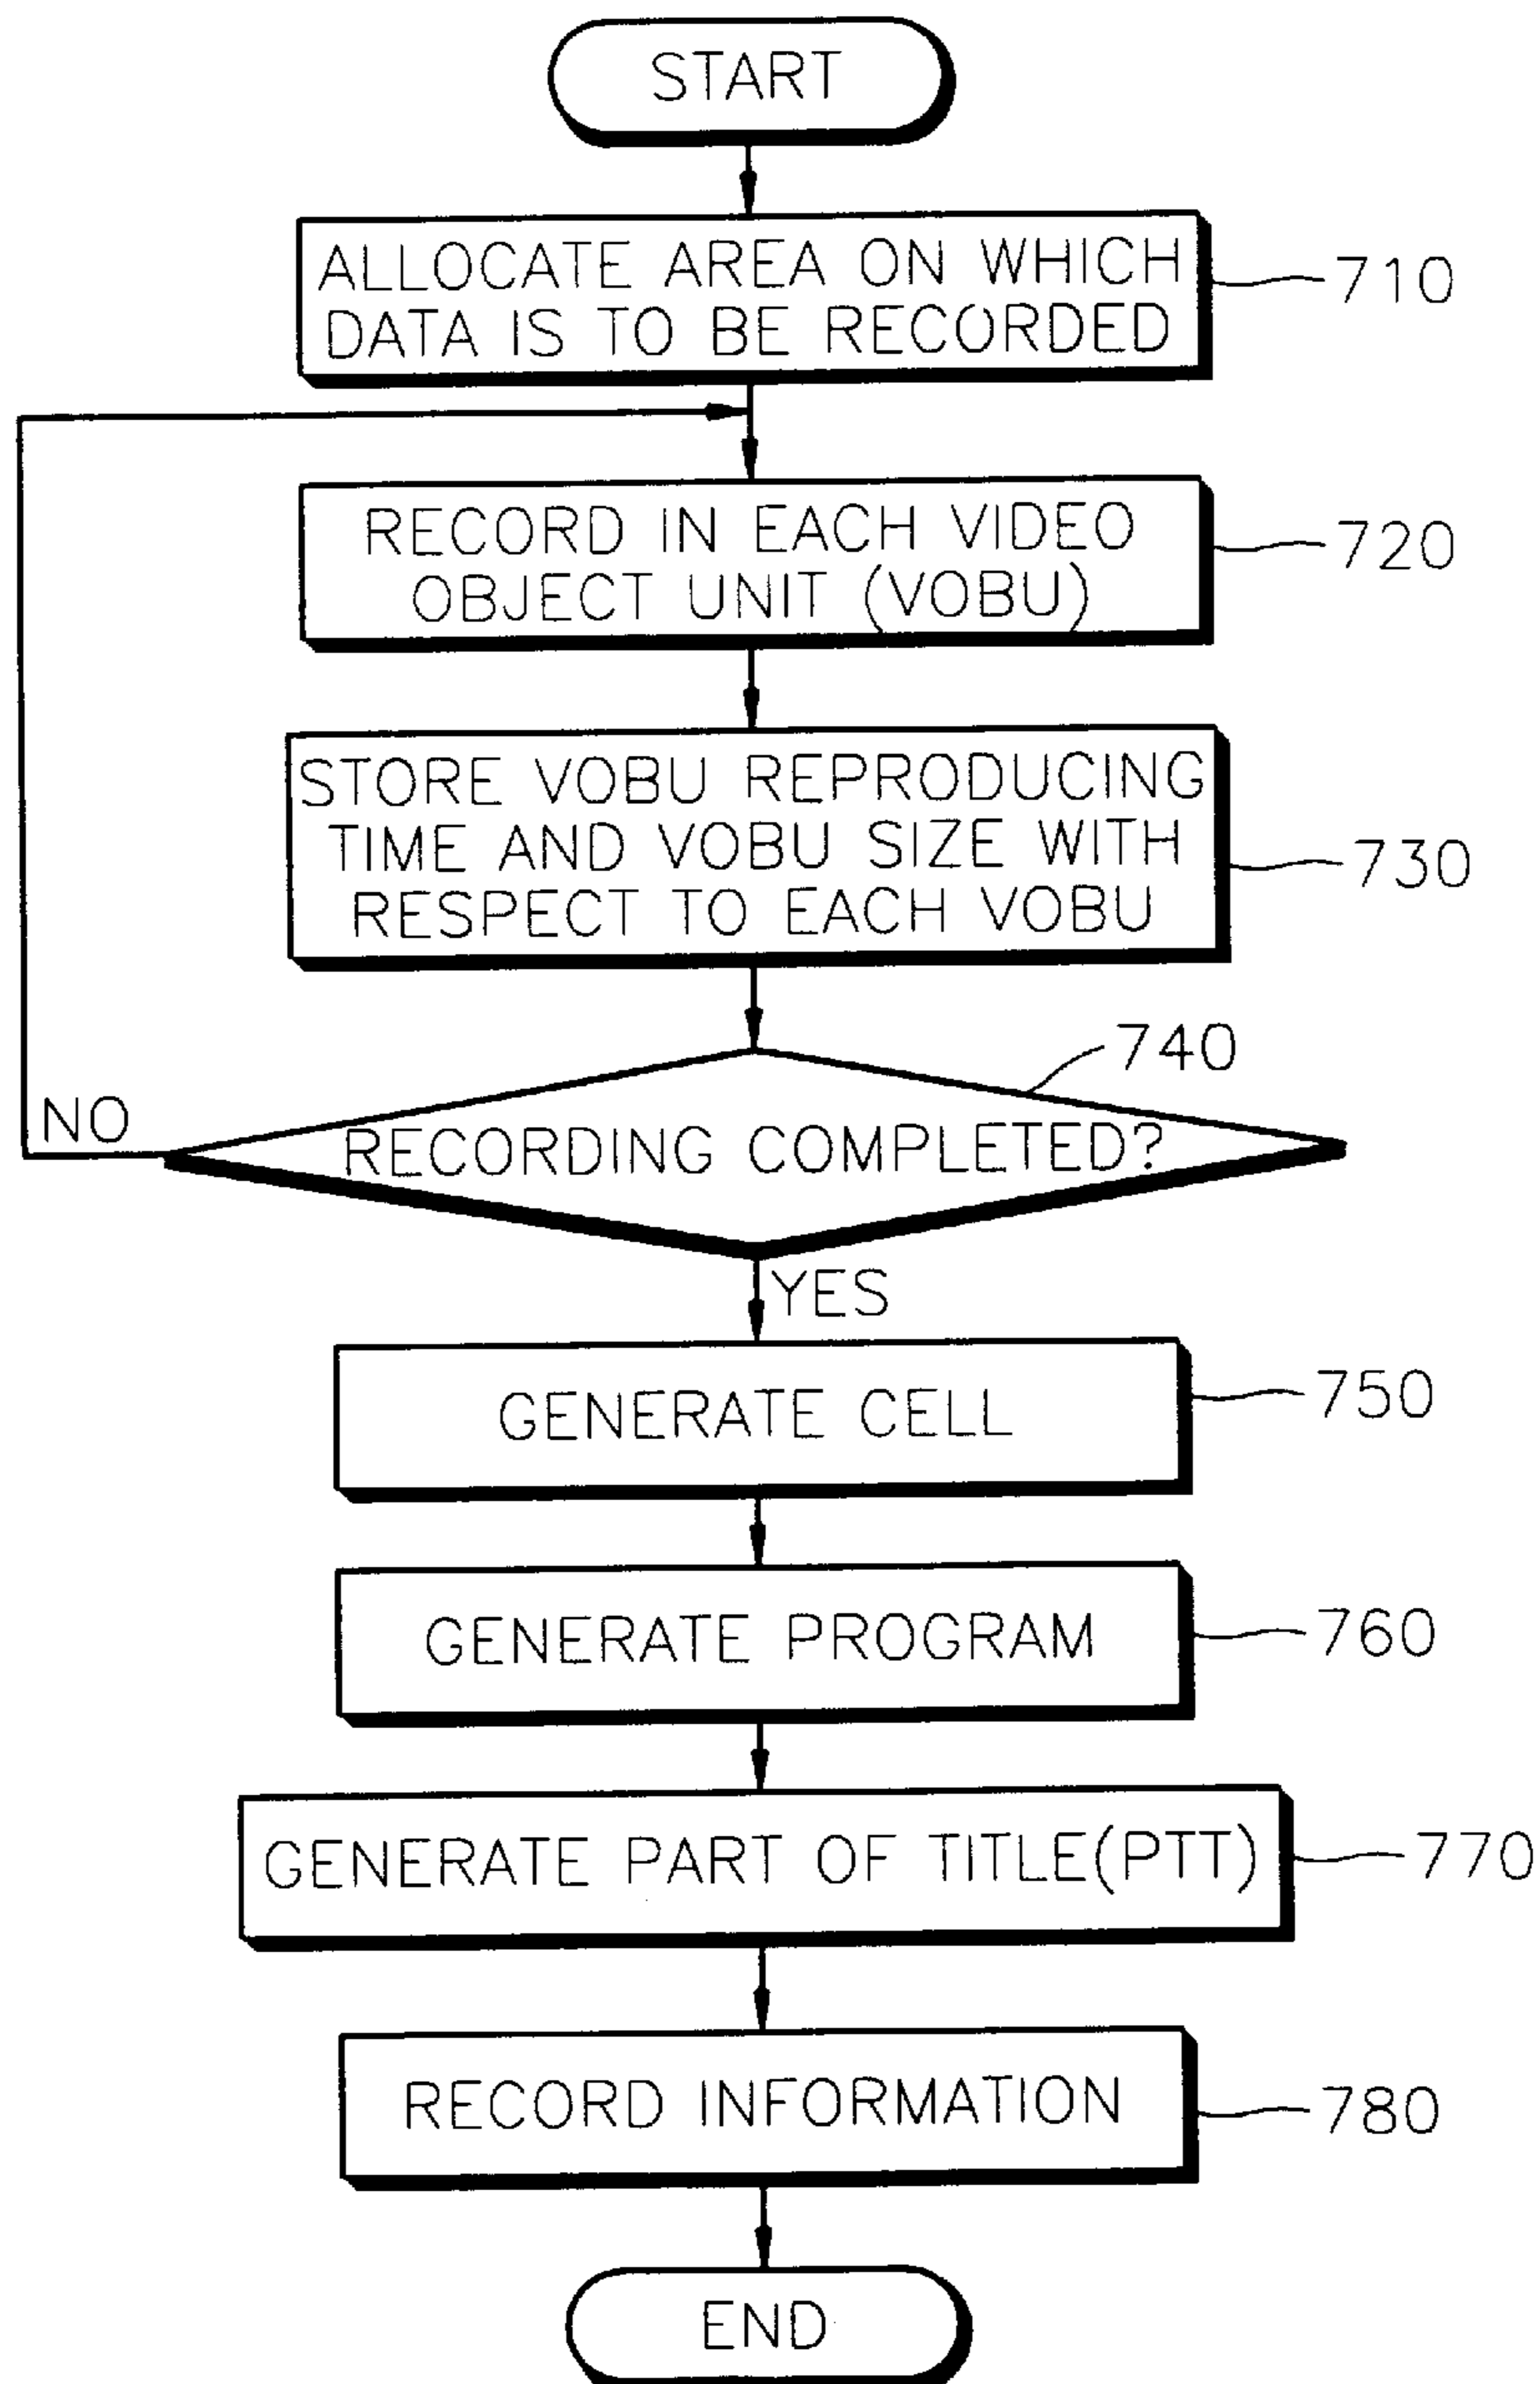 START
ALLOCATE AREA ON WHICH
DATA IS TO BE RECORDED
710
RECORD IN EACH VIDEO
OBJECT UNIT (VOBU)
720
STORE VOBU REPRODUCING
TIME AND VOBU SIZE WITH
RESPECT TO EACH VOBU
730
740
NO
RECORDING COMPLETED?
YES
GENERATE CELL
750
GENERATE PROGRAM
760
GENERATE PART OF TITLE(PTT)
770
RECORD INFORMATION
780
END